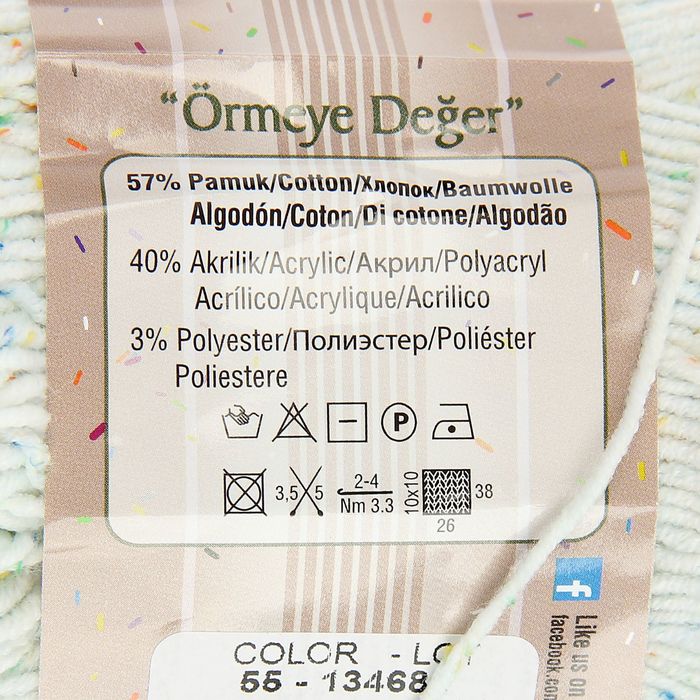 “Örmeye Değer”
57% Pamuk/Cotton/Хлопок/Baumwolle
Algodón/Coton/Di cotone/Algodão
40% Akrilik/Acrylic/Акрил/Polyacryl
Acrílico/Acrylique/Acrilico
3% Polyester/Полиэстер/Poliéster
Poliestere
P
3,5 5
2-4
Nm 3.3
10x10
38
26
f
Like us on
facebook.com
COLOR - LOT
55 - 13468